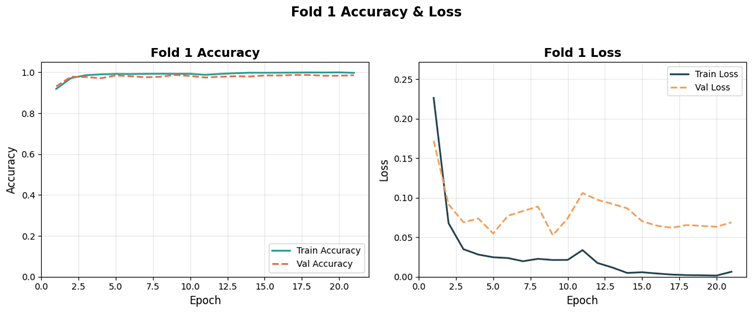 Fold 1 Accuracy & Loss
Fold 1 Accuracy
1.0
0.8
0.6
0.4
0.2
0.0
Accuracy
0.0 2.5 5.0 7.5 10.0 12.5 15.0 17.5 20.0
Epoch
Train Accuracy
Val Accuracy
Fold 1 Loss
0.25
0.20
0.15
0.10
0.05
0.00
Loss
0.0 2.5 5.0 7.5 10.0 12.5 15.0 17.5 20.0
Epoch
Train Loss
Val Loss